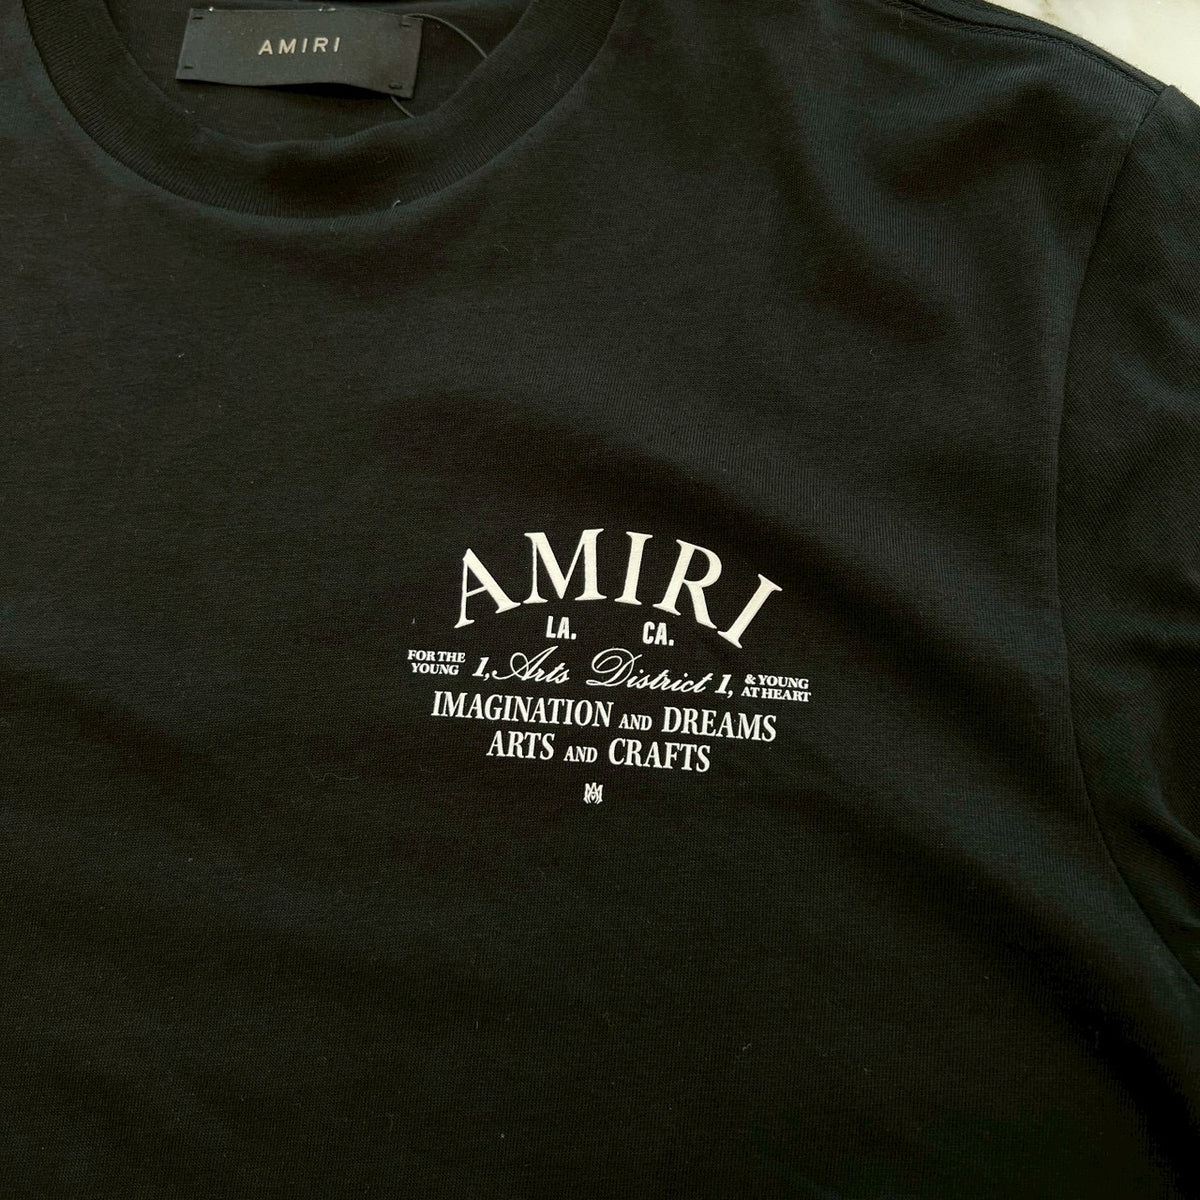 AMIRI
AMIRI
LA. CA.
FOR THE YOUNG 1, Arts District 1, & YOUNG AT HEART
IMAGINATION AND DREAMS
ARTS AND CRAFTS
MA